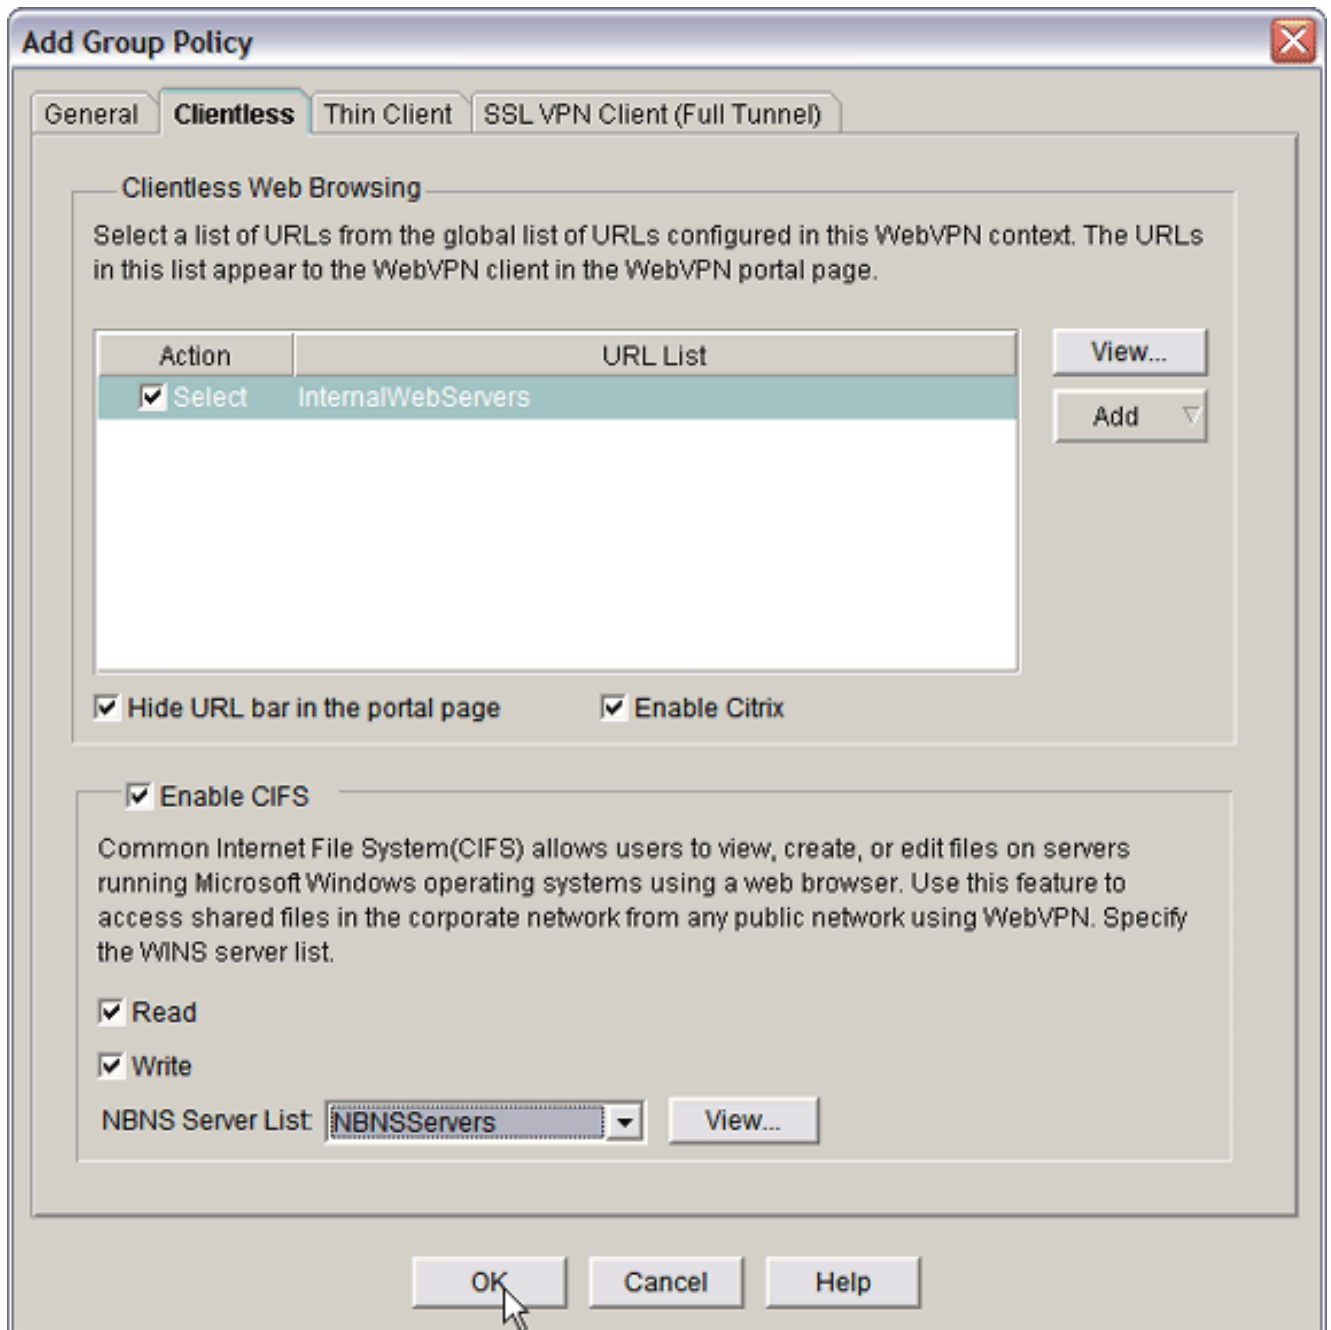 Add Group Policy
General Clientless Thin Client SSL VPN Client (Full Tunnel)
Clientless Web Browsing
Select a list of URLs from the global list of URLs configured in this WebVPN context. The URLs
in this list appear to the WebVPN client in the WebVPN portal page.
Action URL List
Select InternalWebServers
View...
Add
Hide URL bar in the portal page Enable Citrix
Enable CIFS
Common Internet File System(CIFS) allows users to view, create, or edit files on servers
running Microsoft Windows operating systems using a web browser. Use this feature to
access shared files in the corporate network from any public network using WebVPN. Specify
the WINS server list.
Read
Write
NBNS Server List: NBNSServers View...
OK Cancel Help